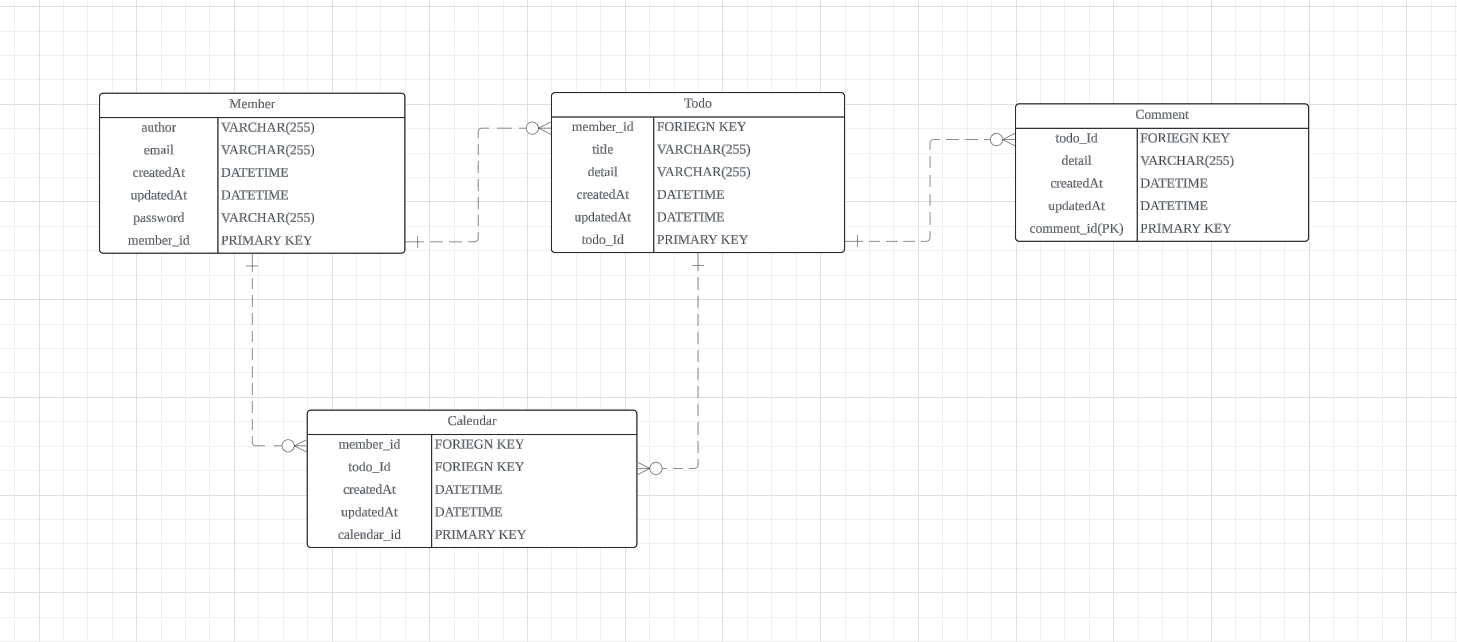 Member
author VARCHAR(255)
email VARCHAR(255)
createdAt DATETIME
updatedAt DATETIME
password VARCHAR(255)
member_id PRIMARY KEY
Todo
member_id FORIEGN KEY
title VARCHAR(255)
detail VARCHAR(255)
createdAt DATETIME
updatedAt DATETIME
todo_Id PRIMARY KEY
Comment
todo_Id FORIEGN KEY
detail VARCHAR(255)
createdAt DATETIME
updatedAt DATETIME
comment_id(PK) PRIMARY KEY
Calendar
member_id FORIEGN KEY
todo_Id FORIEGN KEY
createdAt DATETIME
updatedAt DATETIME
calendar_id PRIMARY KEY